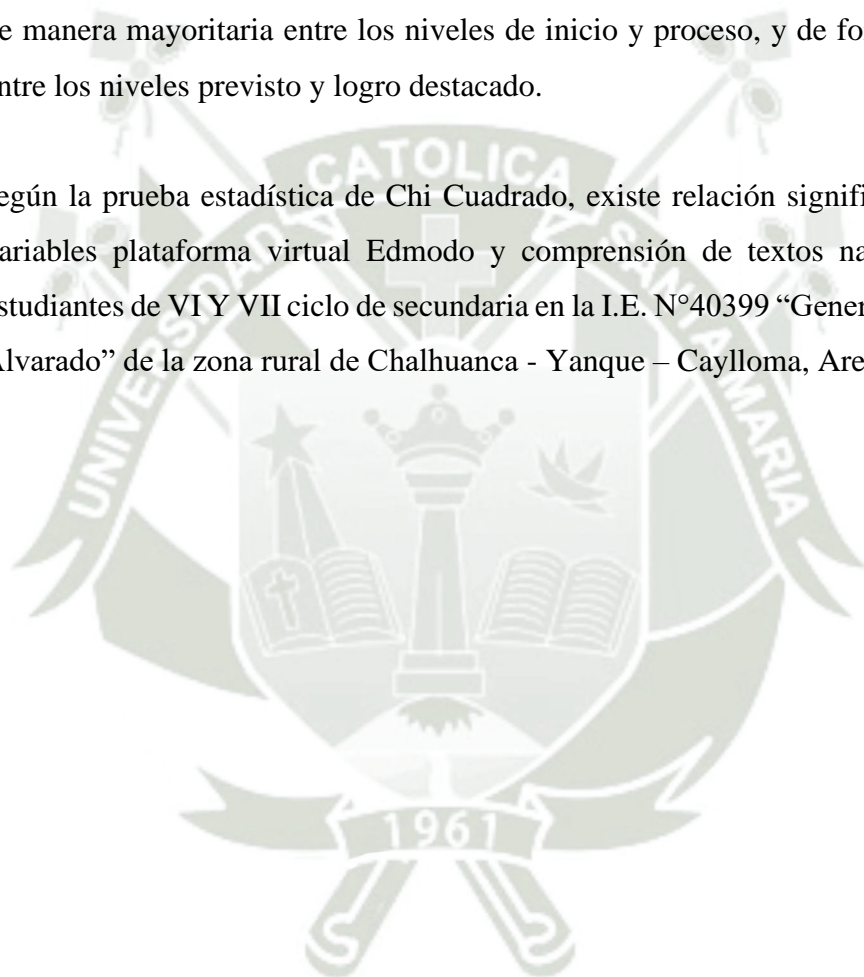 e manera mayoritaria entre los niveles de inicio y proceso, y de fo
ntre los niveles previsto y logro destacado.
egún la prueba estadística de Chi Cuadrado, existe relación signifi
ariables plataforma virtual Edmodo y comprensión de textos na
studiantes de VI Y VII ciclo de secundaria en la I.E. N°40399 “Gener
Alvarado” de la zona rural de Chalhuanca - Yanque – Caylloma, Are
UNIVERSIDAD CATOLICA SANTA MARIA
1961